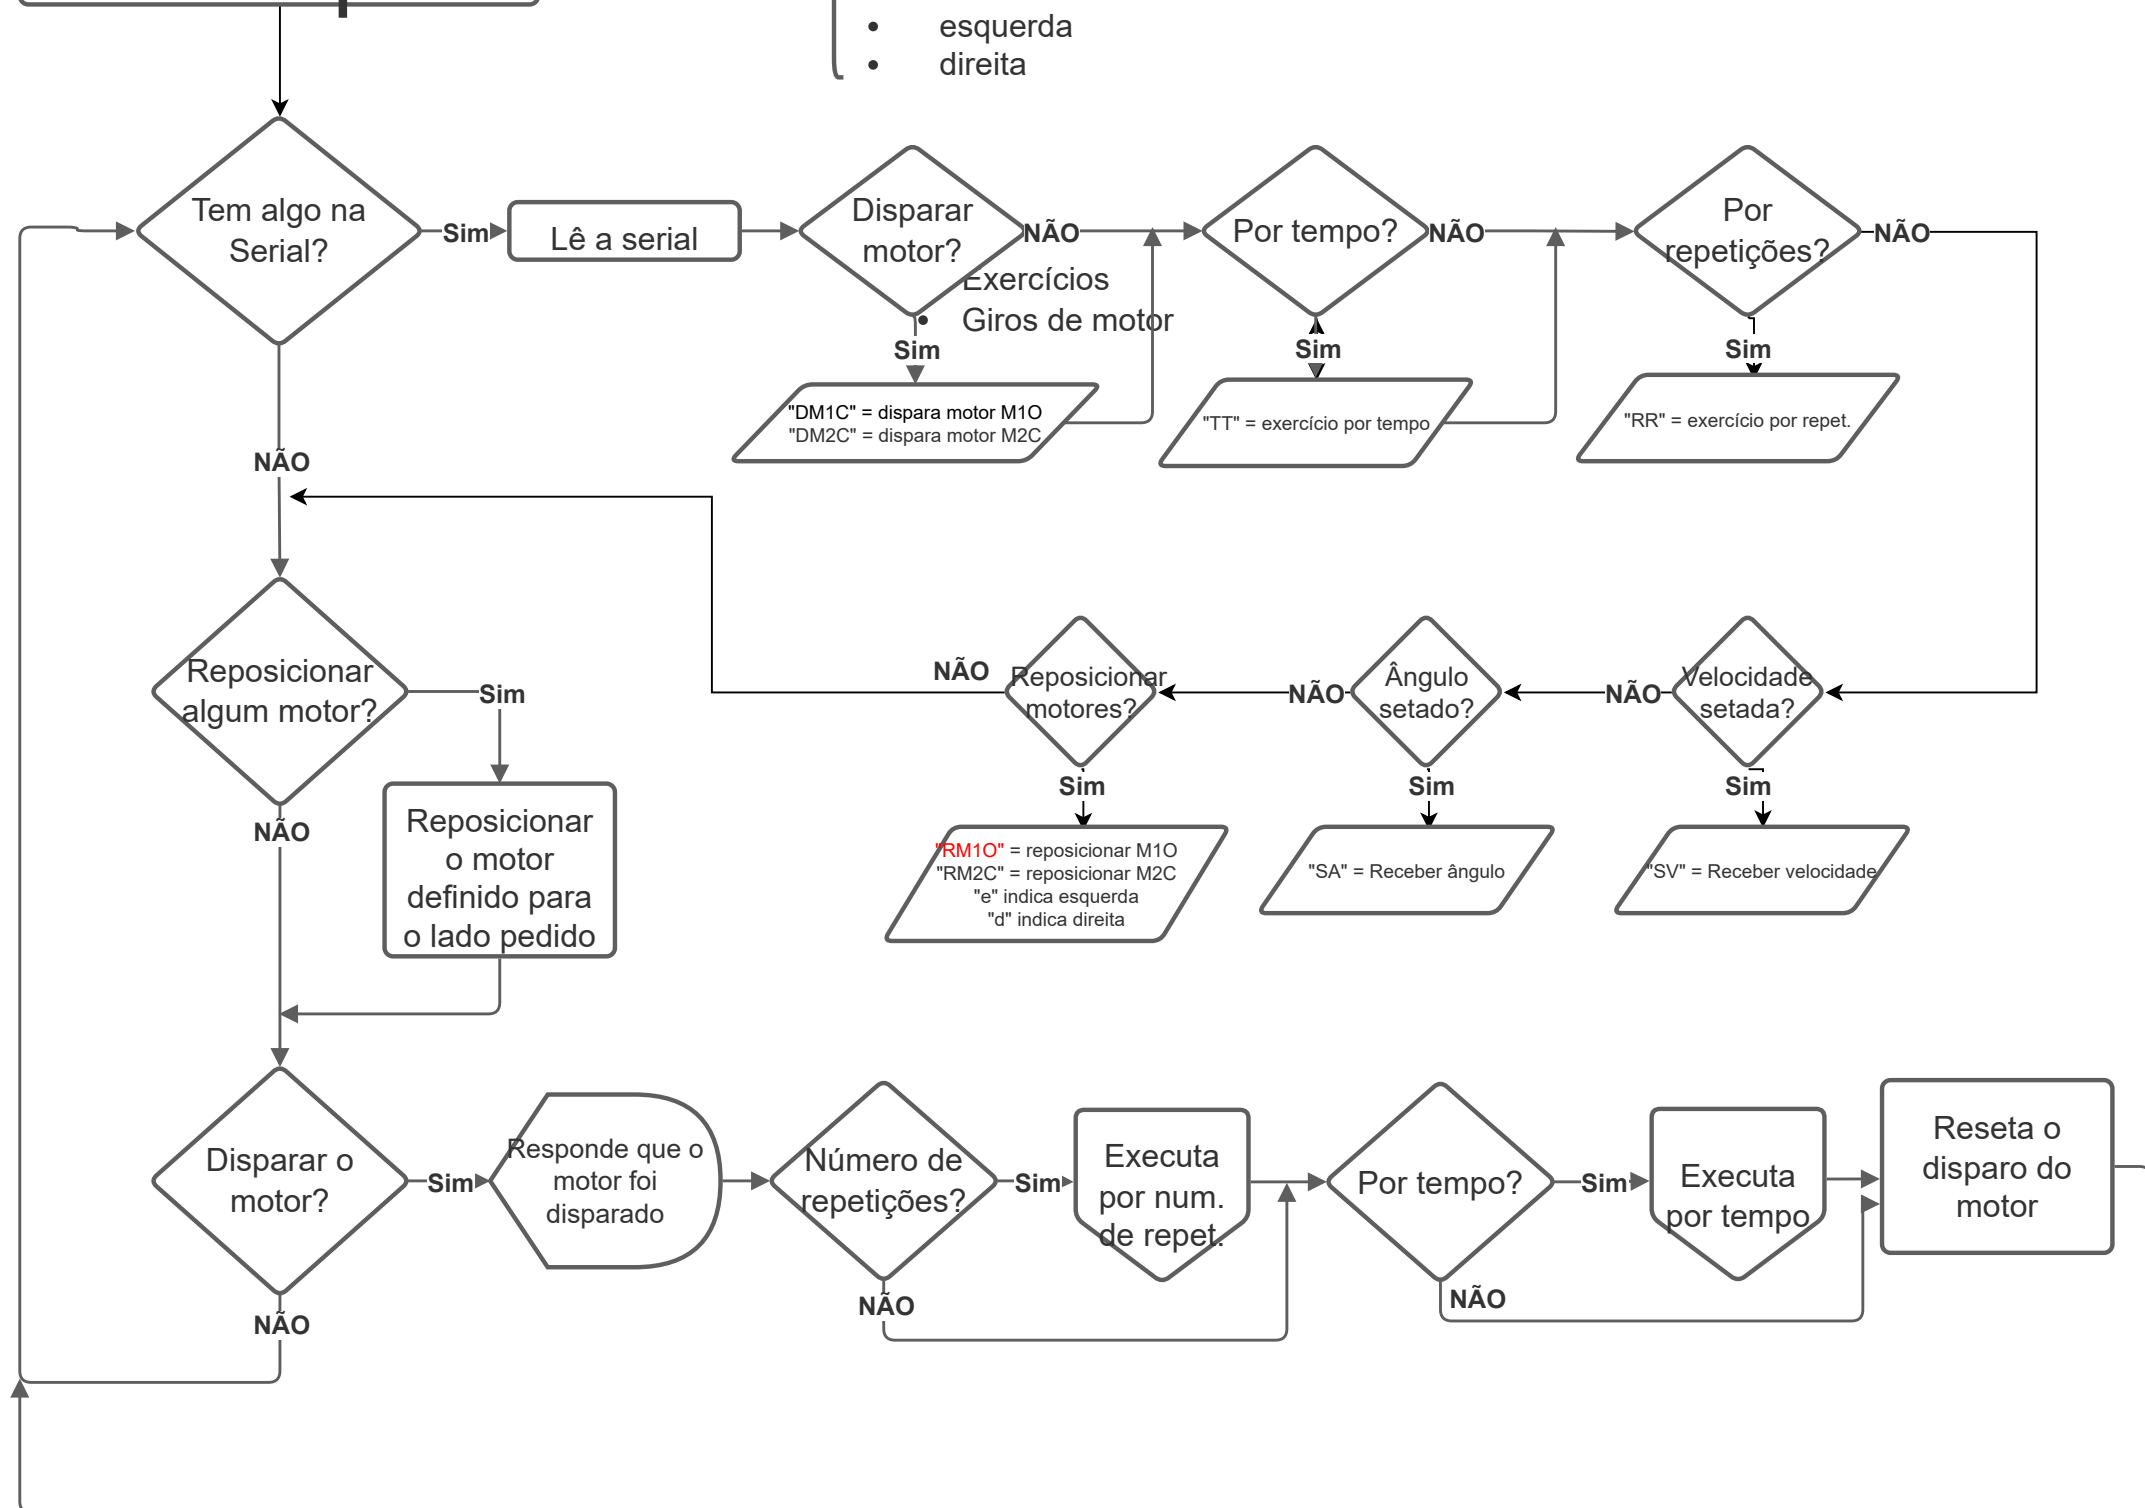 • esquerda
• direita
Tem algo na
Serial?
Sim
Lê a serial
Disparar
motor?
NÃO
Por tempo?
NÃO
Por
repetições?
NÃO
Exercícios
• Giros de motor
Sim
Sim
Sim
"DM1C" = dispara motor M1O
"DM2C" = dispara motor M2C
"TT" = exercício por tempo
"RR" = exercício por repet.
NÃO
Reposicionar
algum motor?
Sim
NÃO
Reposicionar
motores?
NÃO
Ângulo
setado?
NÃO
Velocidade
setada?
Sim
Sim
Sim
NÃO
Reposicionar
o motor
definido para
o lado pedido
"RM1O" = reposicionar M1O
"RM2C" = reposicionar M2C
"e" indica esquerda
"d" indica direita
"SA" = Receber ângulo
"SV" = Receber velocidade
Disparar o
motor?
Sim
Responde que o
motor foi
disparado
Número de
repetições?
Sim
Executa
por num.
de repet.
Por tempo?
Sim
Executa
por tempo
Reseta o
disparo do
motor
NÃO
NÃO
NÃO